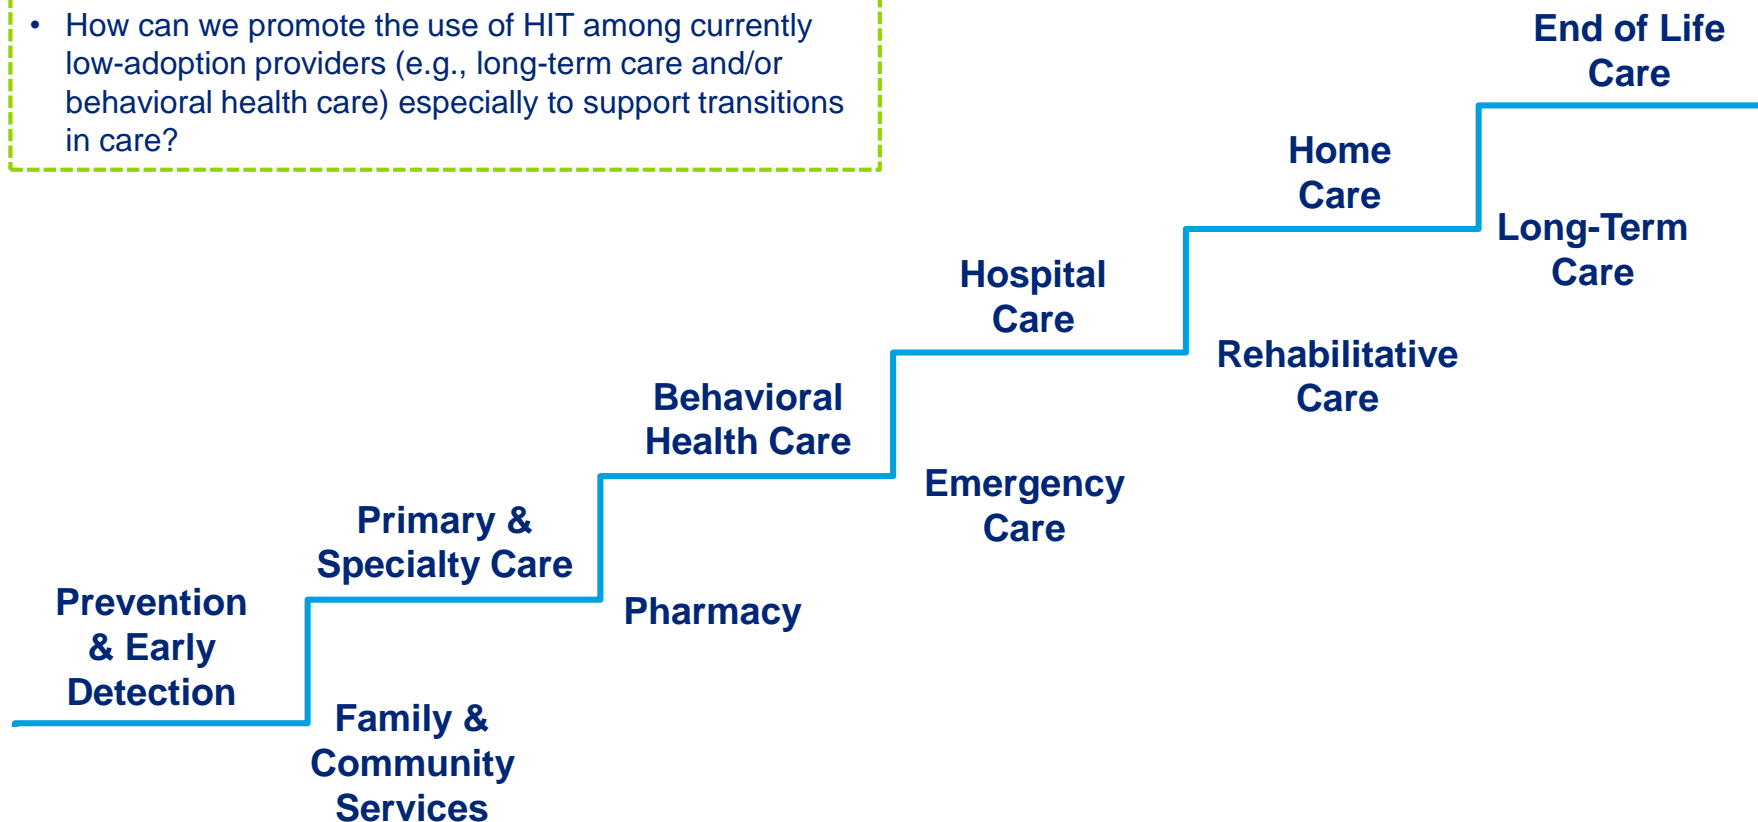 • How can we promote the use of HIT among currently
low-adoption providers (e.g., long-term care and/or
behavioral health care) especially to support transitions
in care?
End of Life
Care
Home
Care
Long-Term
Care
Hospital
Care
Rehabilitative
Care
Behavioral
Health Care
Emergency
Care
Primary &
Specialty Care
Pharmacy
Prevention
& Early
Detection
Family &
Community
Services